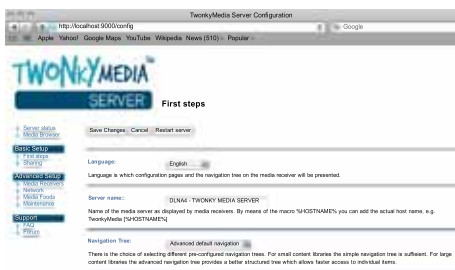 TwonkyMedia Server Configuration
http://localhost:9000/config
Google
Apple Yahoo! Google Maps YouTube Wikipedia News (510) Popular
TWONKYMEDIA™
SERVER
First steps
Server status
Media Browser
Save Changes Cancel Restart server
Basic Setup
First steps
Sharing
Language: English
Language is which configuration pages and the navigation tree on the media receiver will be presented.
Advanced Setup
Media Receivers
Network
Media Feeds
Maintenance
Server name:: DLNA4 - TWONKY MEDIA SERVER
Name of the media server as displayed by media receivers. By means of the macro %HOSTNAME% you can add the actual host name, e.g.
TwonkyMedia [%HOSTNAME%]
Support
FAQ
Forum
Navigation Tree: Advanced default navigation
There is the choice of selecting different pre-configured navigation trees. For small content libraries the simple navigation tree is suffieint. For large
content libraries the advanced navigation tree provides a better structured tree which allows faster access to individual items.